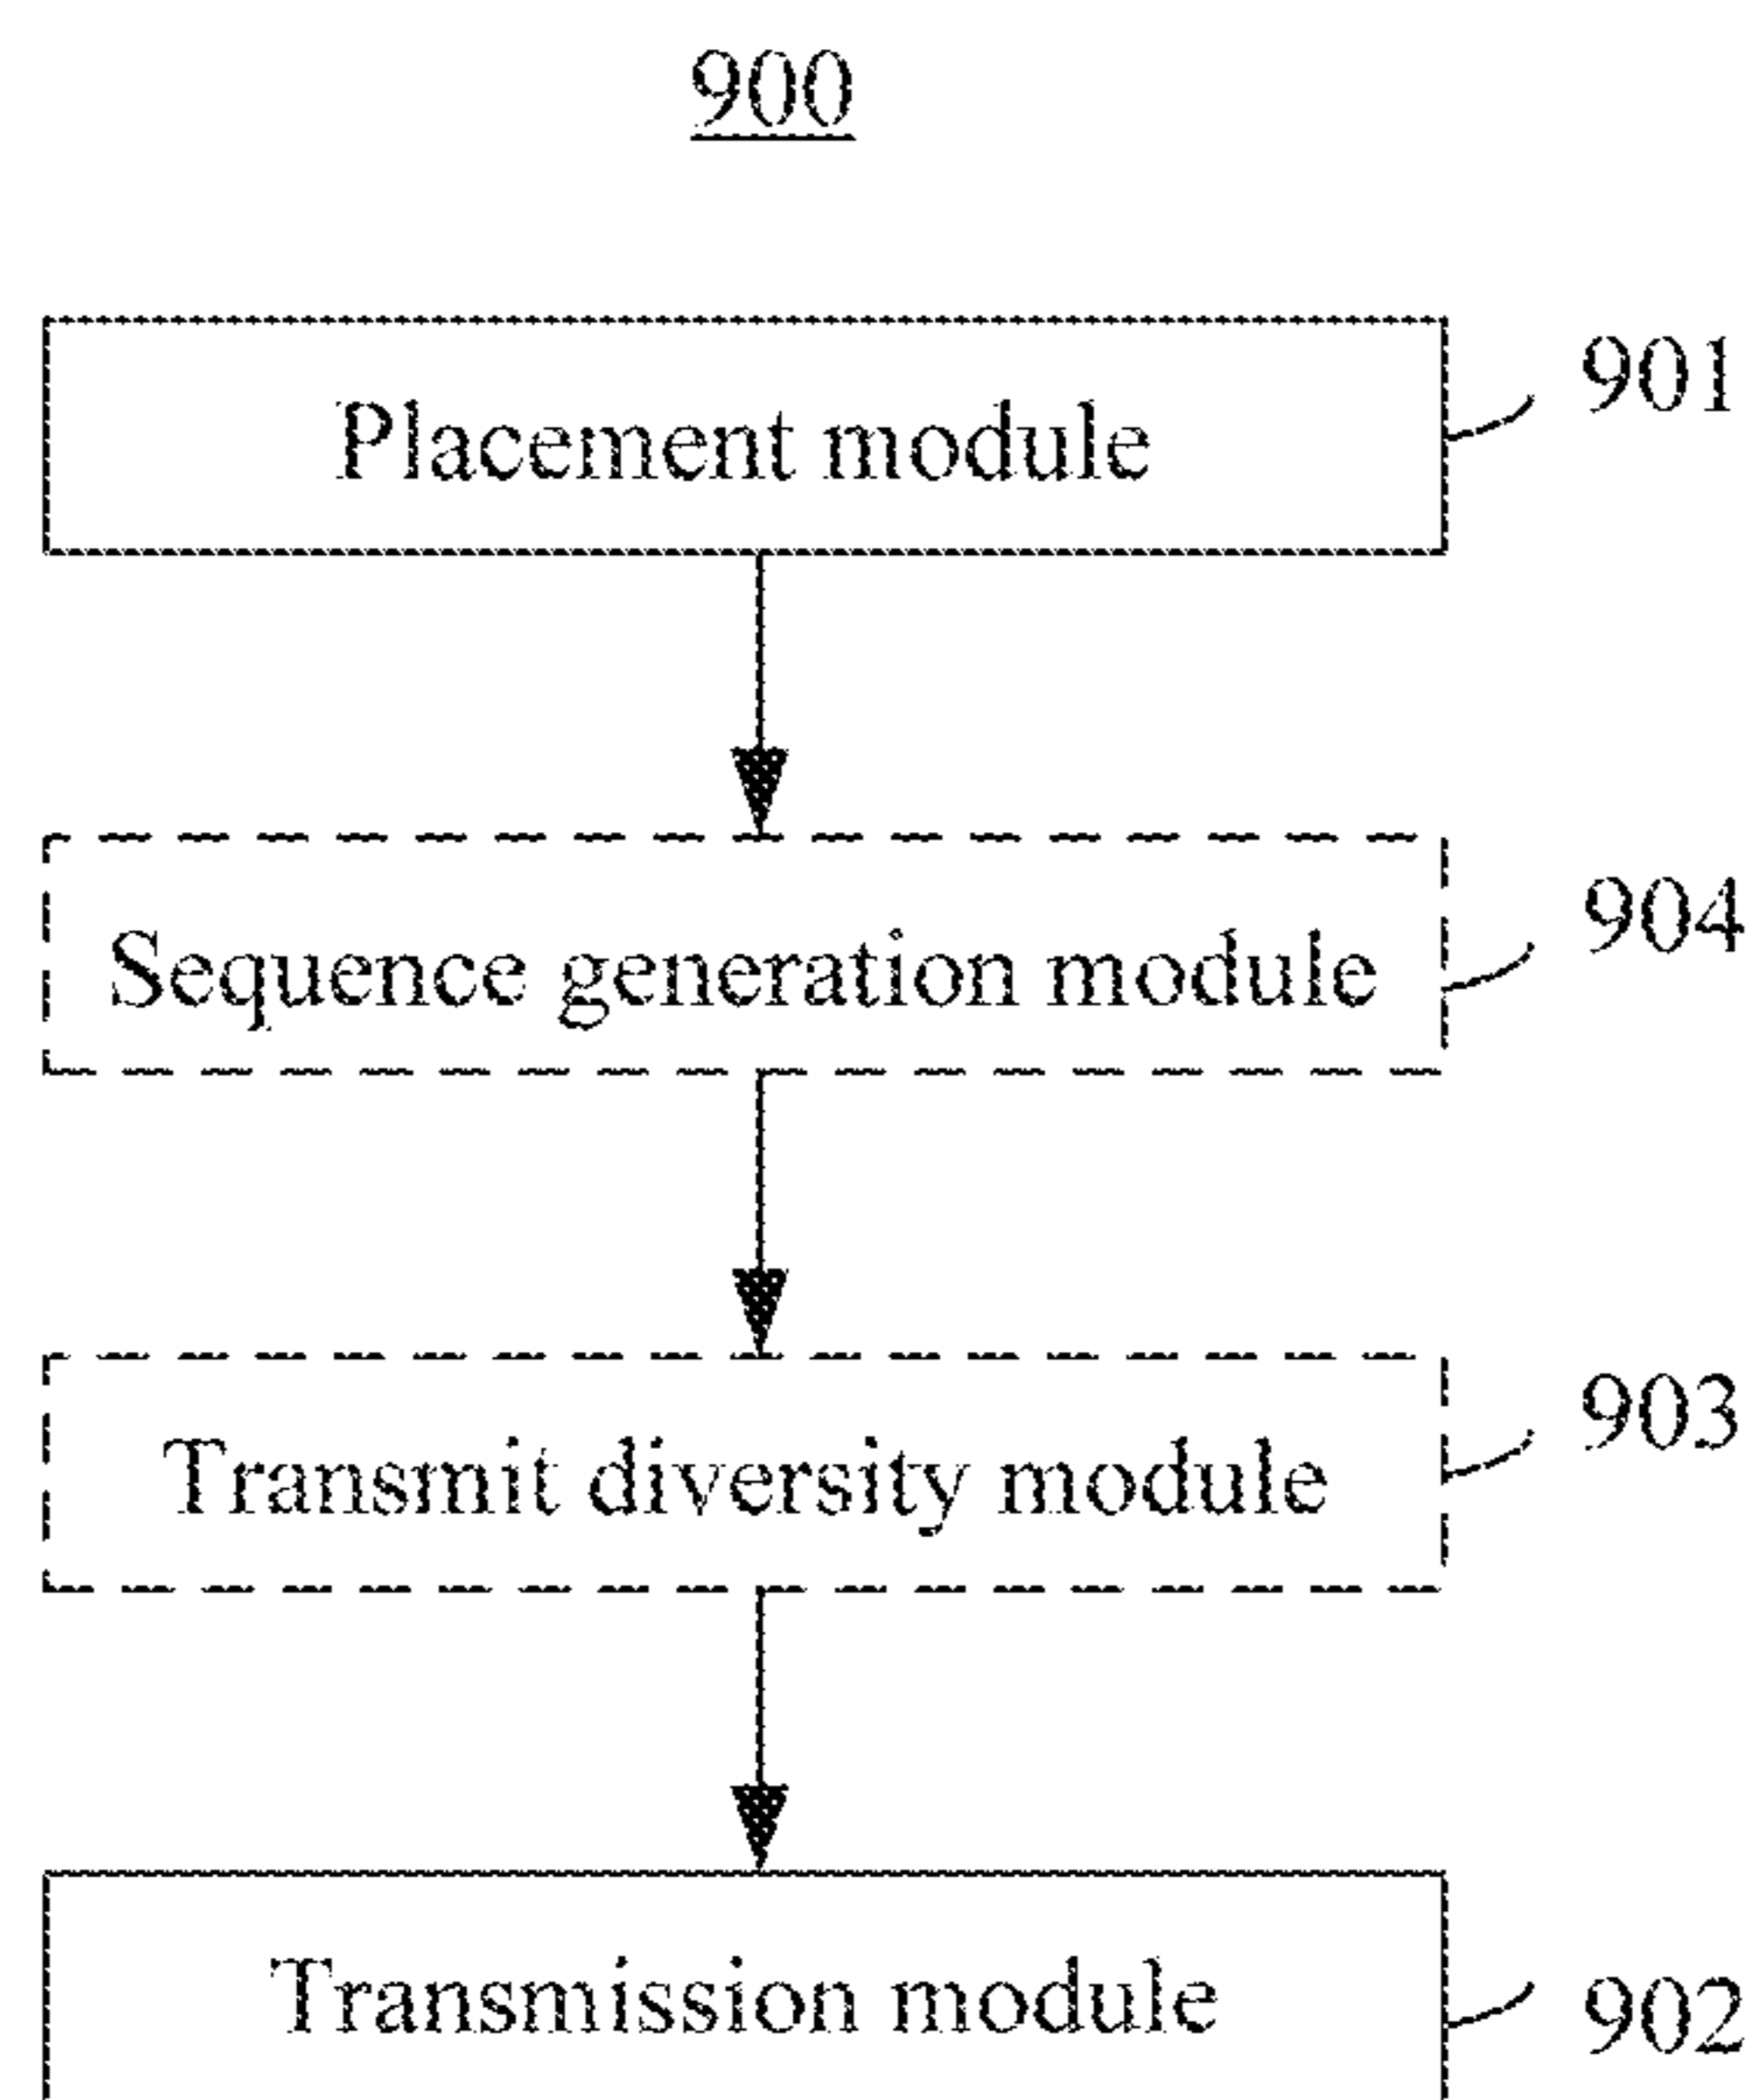 900
Placement module
901
Sequence generation module
904
Transmit diversity module
903
Transmission module
902